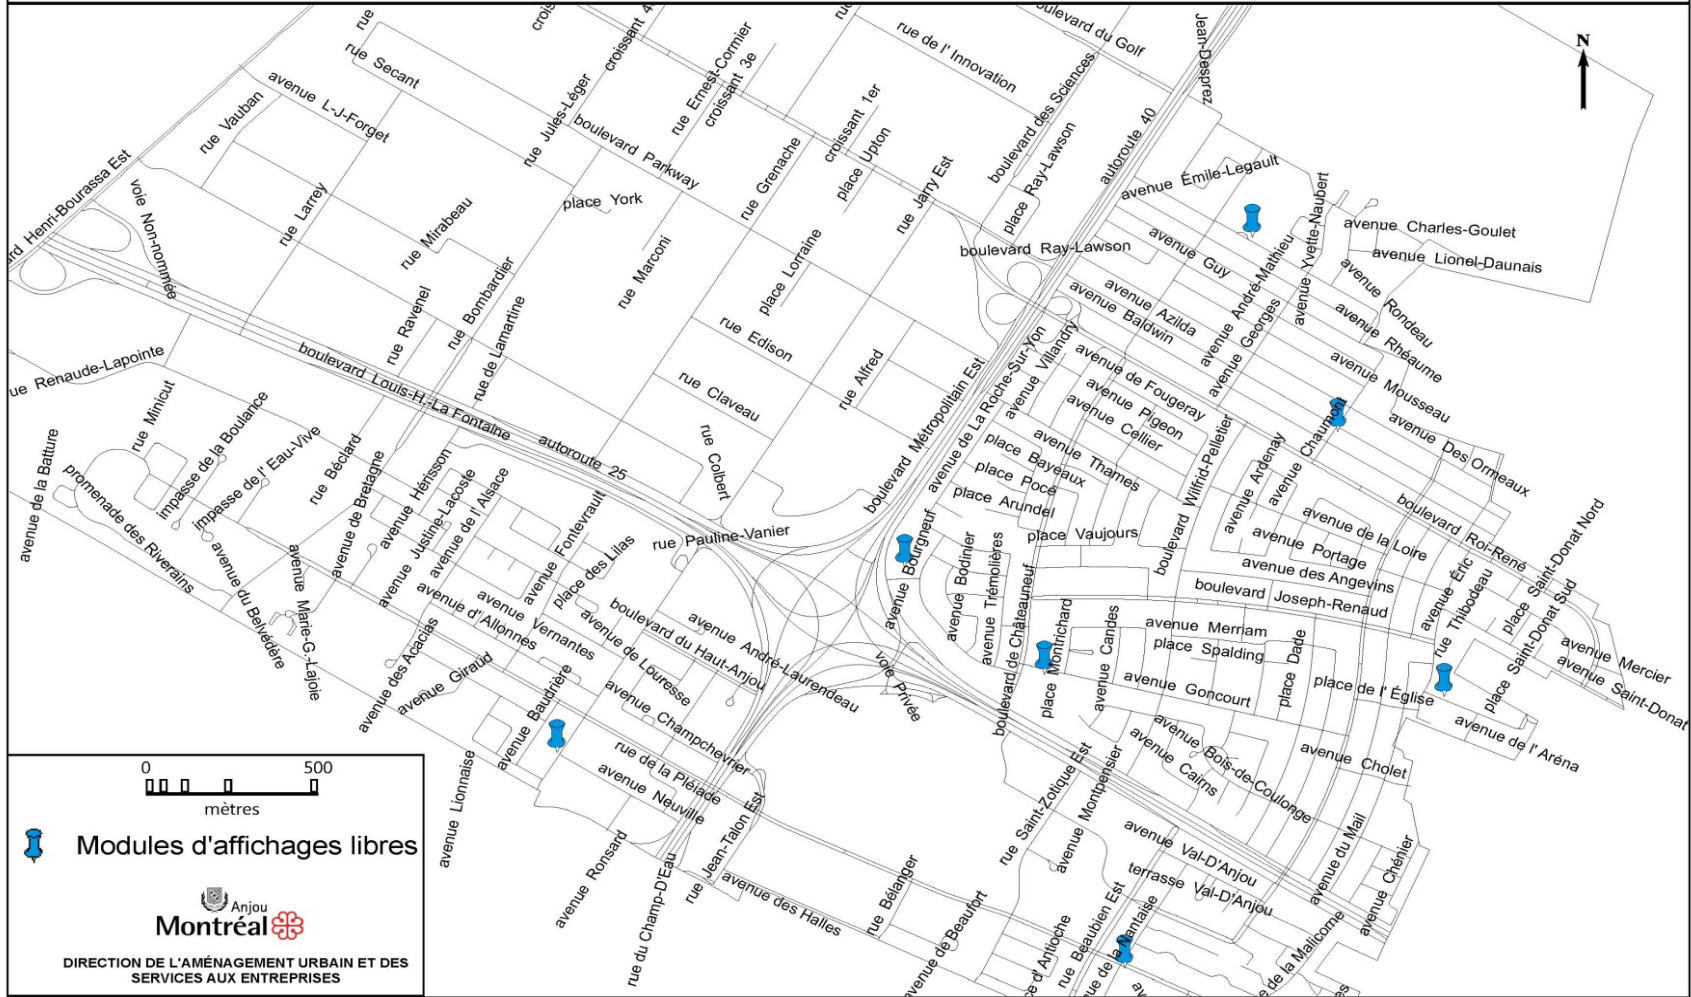 rue
rue Secant
avenue L-J-Forget
rue Vauban
rue Jules-Léger
croissant 4
rue Ernest-Cormier
croissant 3e
boulevard Parkway
rue de l' Innovation
boulevard du Golf
Jean-Desprez
N
boulevard des Sciences
autoroute 40
croissant 1er
place Upton
rue Grenache
place York
place Ray-Lawson
rue Jarry Est
avenue Émile-Legault
ard Henri-Bourassa Est
voie Non-nommée
rue Larrey
rue Mirabeau
rue Marconi
place Lorraine
boulevard Ray-Lawson
avenue Guy
avenue André-Mathieu
avenue Yvette-Naubert
avenue Charles-Goulet
avenue Lionel-Daunais
avenue Rondeau
avenue Rhéaume
avenue Mousseau
avenue Des Ormeaux
rue Ravenel
rue Bombardier
rue de Lamartine
rue Edison
rue Claveau
rue Alfred
avenue Azilda
avenue Baldwin
avenue Georges
ue Renaude-Lapointe
boulevard Louis-H.-La Fontaine
autoroute 25
boulevard Métropolitain Est
avenue de La Roche-Sur-Yon
avenue Villandry
avenue de Fougeray
avenue Pigeon
avenue Cellier
avenue Thames
place Bayeaux
place Pocé
place Arundel
place Vaujours
boulevard Wilfrid-Pelletier
avenue Ardenay
avenue Chaumont
avenue de la Loire
avenue Portage
avenue des Angevins
boulevard Joseph-Renaud
boulevard Roi-René
rue Minicut
impasse de la Boulance
impasse de l' Eau-Vive
rue Béclard
avenue de Bretagne
avenue Hérisson
avenue Justine-Lacoste
avenue de l' Alsace
avenue Fontevrault
place des Lilas
rue Colbert
rue Pauline-Vanier
avenue de la Batture
promenade des Riverains
avenue du Belvédère
avenue Marie-G.-Lajoie
avenue des Acacias
avenue d'Allonnes
avenue Vernantes
avenue Giraud
avenue Baudrière
avenue de Louresse
boulevard du Haut-Anjou
avenue André-Laurendeau
avenue Champchevrier
rue de la Pléiade
avenue Neuville
avenue Lionnaise
avenue Ronsard
rue du Champ-D'Eau
rue Jean-Talon Est
avenue des Halles
rue Bélanger
avenue de Beaufort
avenue Bourgneuf
avenue Bodinier
avenue Trémolières
boulevard de Châteauneuf
voie Privée
place Montrichard
avenue Candes
avenue Merriam
place Spalding
place Dade
avenue Goncourt
place de l' Église
avenue Éric
rue Thibodeau
place Saint-Donat Nord
place Saint-Donat Sud
avenue Mercier
avenue Saint-Donat
avenue de l' Aréna
avenue Cholet
avenue Bois-de-Coulonge
avenue Cairns
rue Saint-Zotique Est
avenue Montpensier
avenue Val-D'Anjou
terrasse Val-D'Anjou
avenue du Mail
avenue Chénier
rue Beaubien Est
ue de la Nantaise
e d' Antioche
e de la Malicorne
0 500
mètres
Modules d'affichages libres
Anjou
Montréal
DIRECTION DE L'AMÉNAGEMENT URBAIN ET DES
SERVICES AUX ENTREPRISES